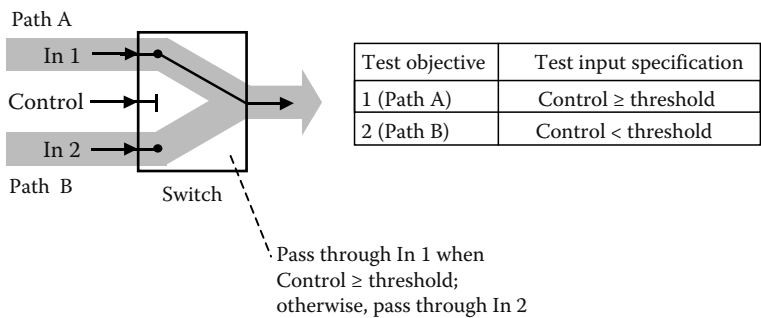 Path A
In 1
Control
In 2
Path B
Switch
Test objective Test input specification
1 (Path A) Control ≥ threshold
2 (Path B) Control < threshold
Pass through In 1 when
Control ≥ threshold;
otherwise, pass through In 2